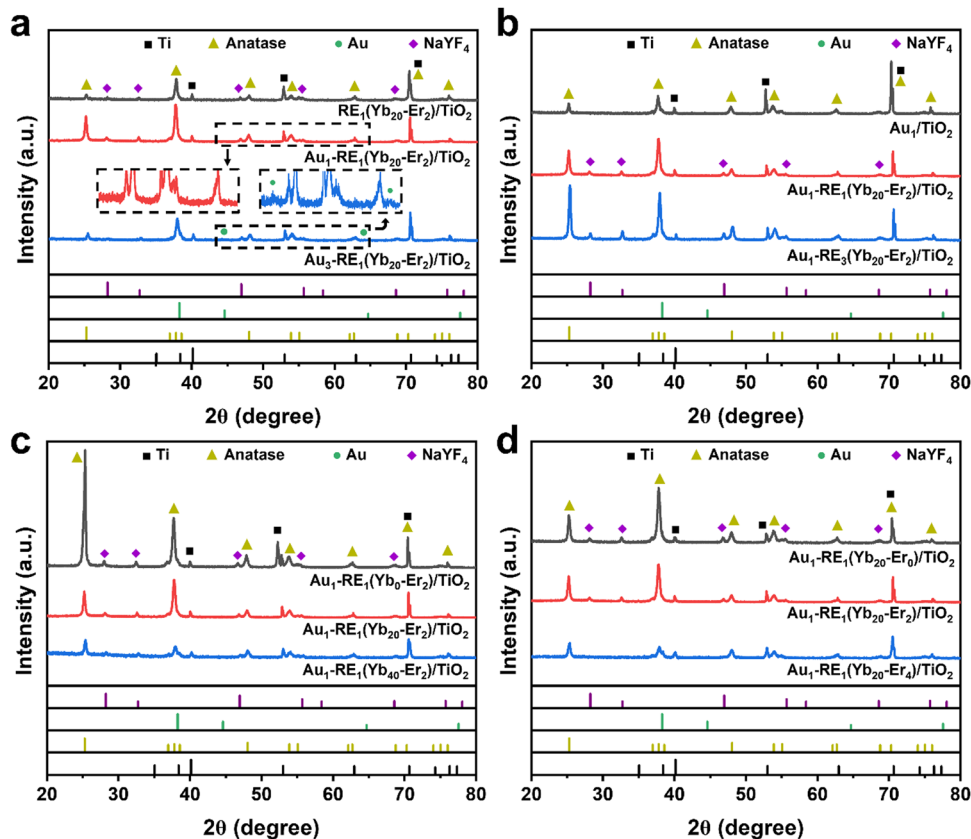 a
Ti Anatase Au NaYF4
RE1(Yb20-Er2)/TiO2
Au1-RE1(Yb20-Er2)/TiO2
Au3-RE1(Yb20-Er2)/TiO2
Intensity (a.u.)
20 30 40 50 60 70 80
2θ (degree)
b
Ti Anatase Au NaYF4
Au1/TiO2
Au1-RE1(Yb20-Er2)/TiO2
Au1-RE3(Yb20-Er2)/TiO2
Intensity (a.u.)
20 30 40 50 60 70 80
2θ (degree)
c
Ti Anatase Au NaYF4
Au1-RE1(Yb0-Er2)/TiO2
Au1-RE1(Yb20-Er2)/TiO2
Au1-RE1(Yb40-Er2)/TiO2
Intensity (a.u.)
20 30 40 50 60 70 80
2θ (degree)
d
Ti Anatase Au NaYF4
Au1-RE1(Yb20-Er0)/TiO2
Au1-RE1(Yb20-Er2)/TiO2
Au1-RE1(Yb20-Er4)/TiO2
Intensity (a.u.)
20 30 40 50 60 70 80
2θ (degree)